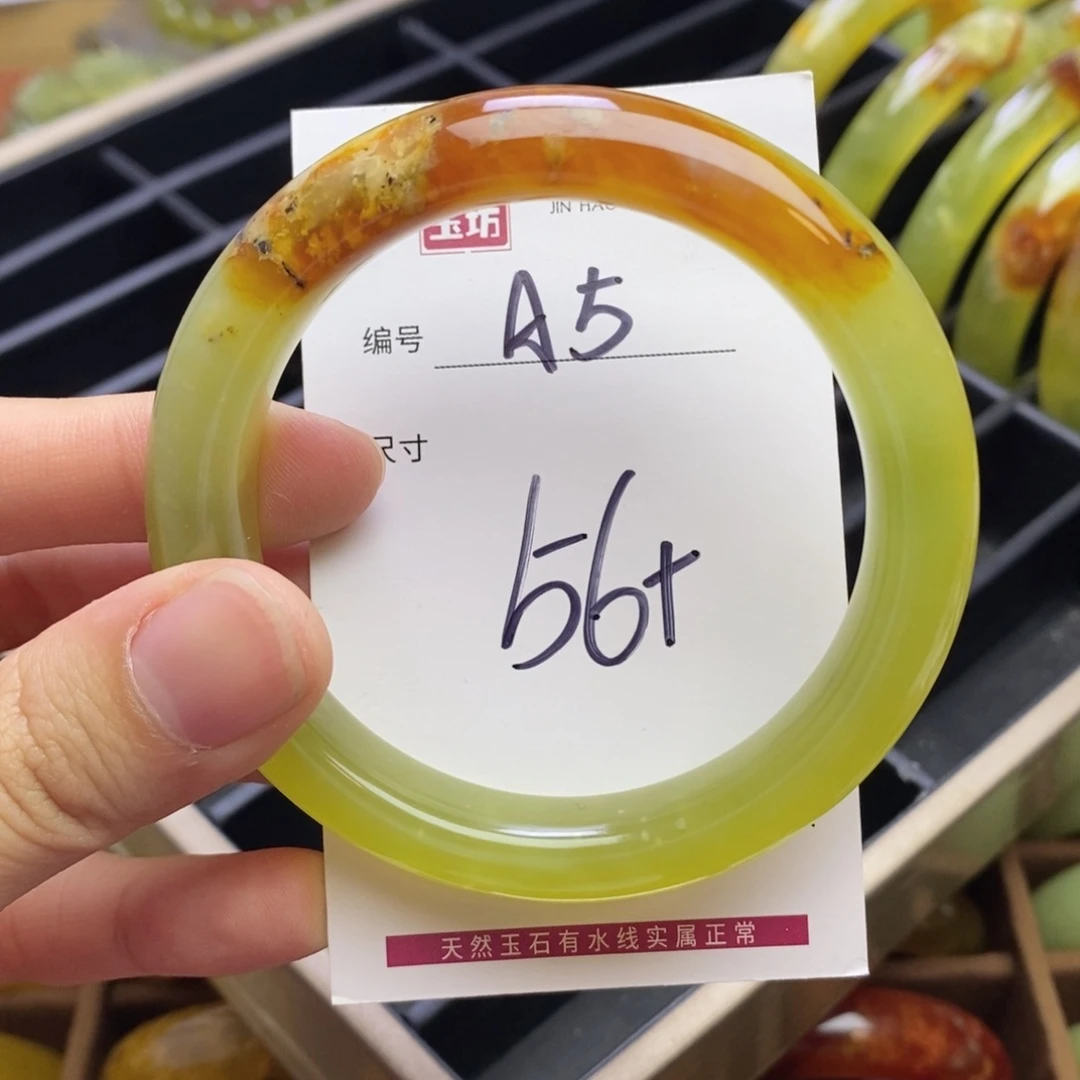 玉坊
JIN HAO
编号 A5
尺寸
56+
天然玉石有水线实属正常